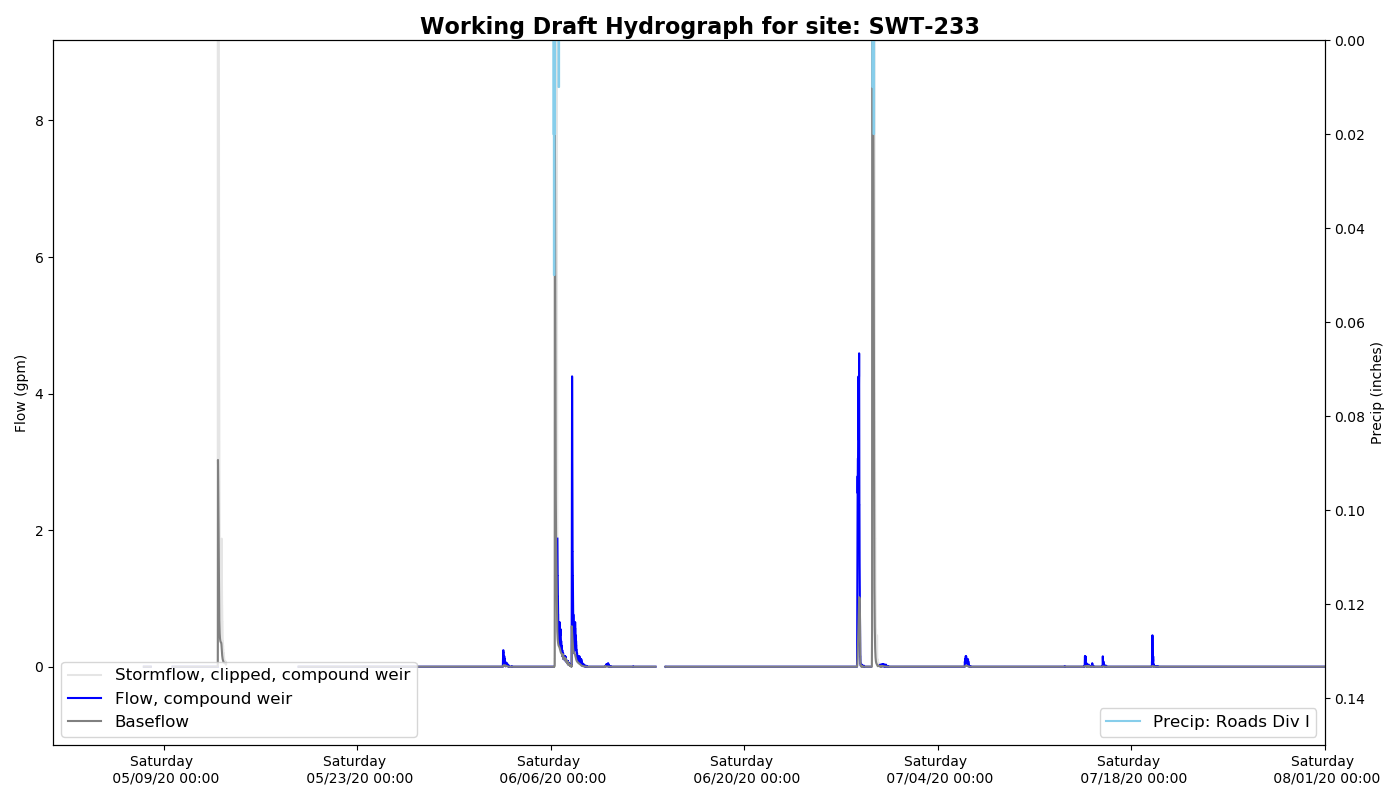 Working Draft Hydrograph for site: SWT-233
8
6
4
2
0
Flow (gpm)
0.00
0.02
0.04
0.06
0.08
0.10
0.12
0.14
Precip (inches)
Stormflow, clipped, compound weir
Flow, compound weir
Baseflow
Precip: Roads Div I
Saturday
05/09/20 00:00
Saturday
05/23/20 00:00
Saturday
06/06/20 00:00
Saturday
06/20/20 00:00
Saturday
07/04/20 00:00
Saturday
07/18/20 00:00
Saturday
08/01/20 00:00